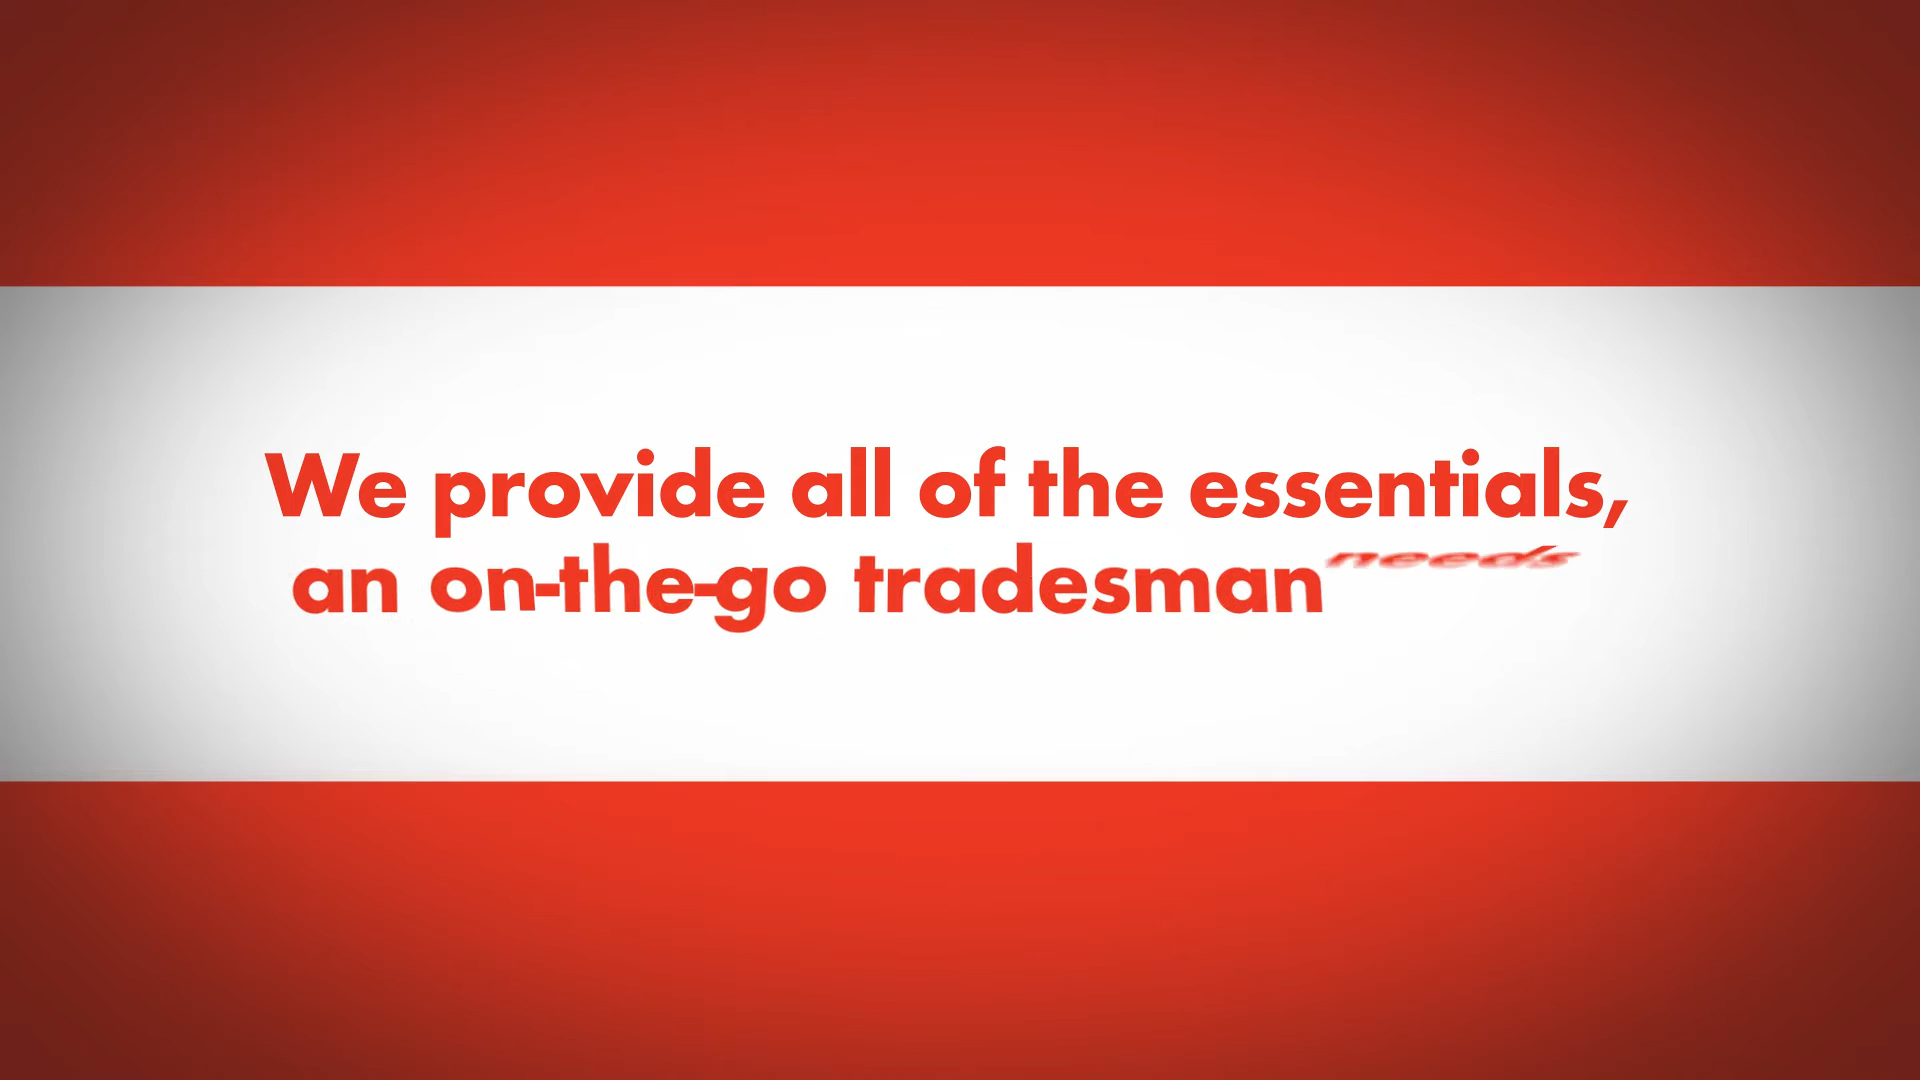 We provide all of the essentials,
an on-the-go tradesman needs